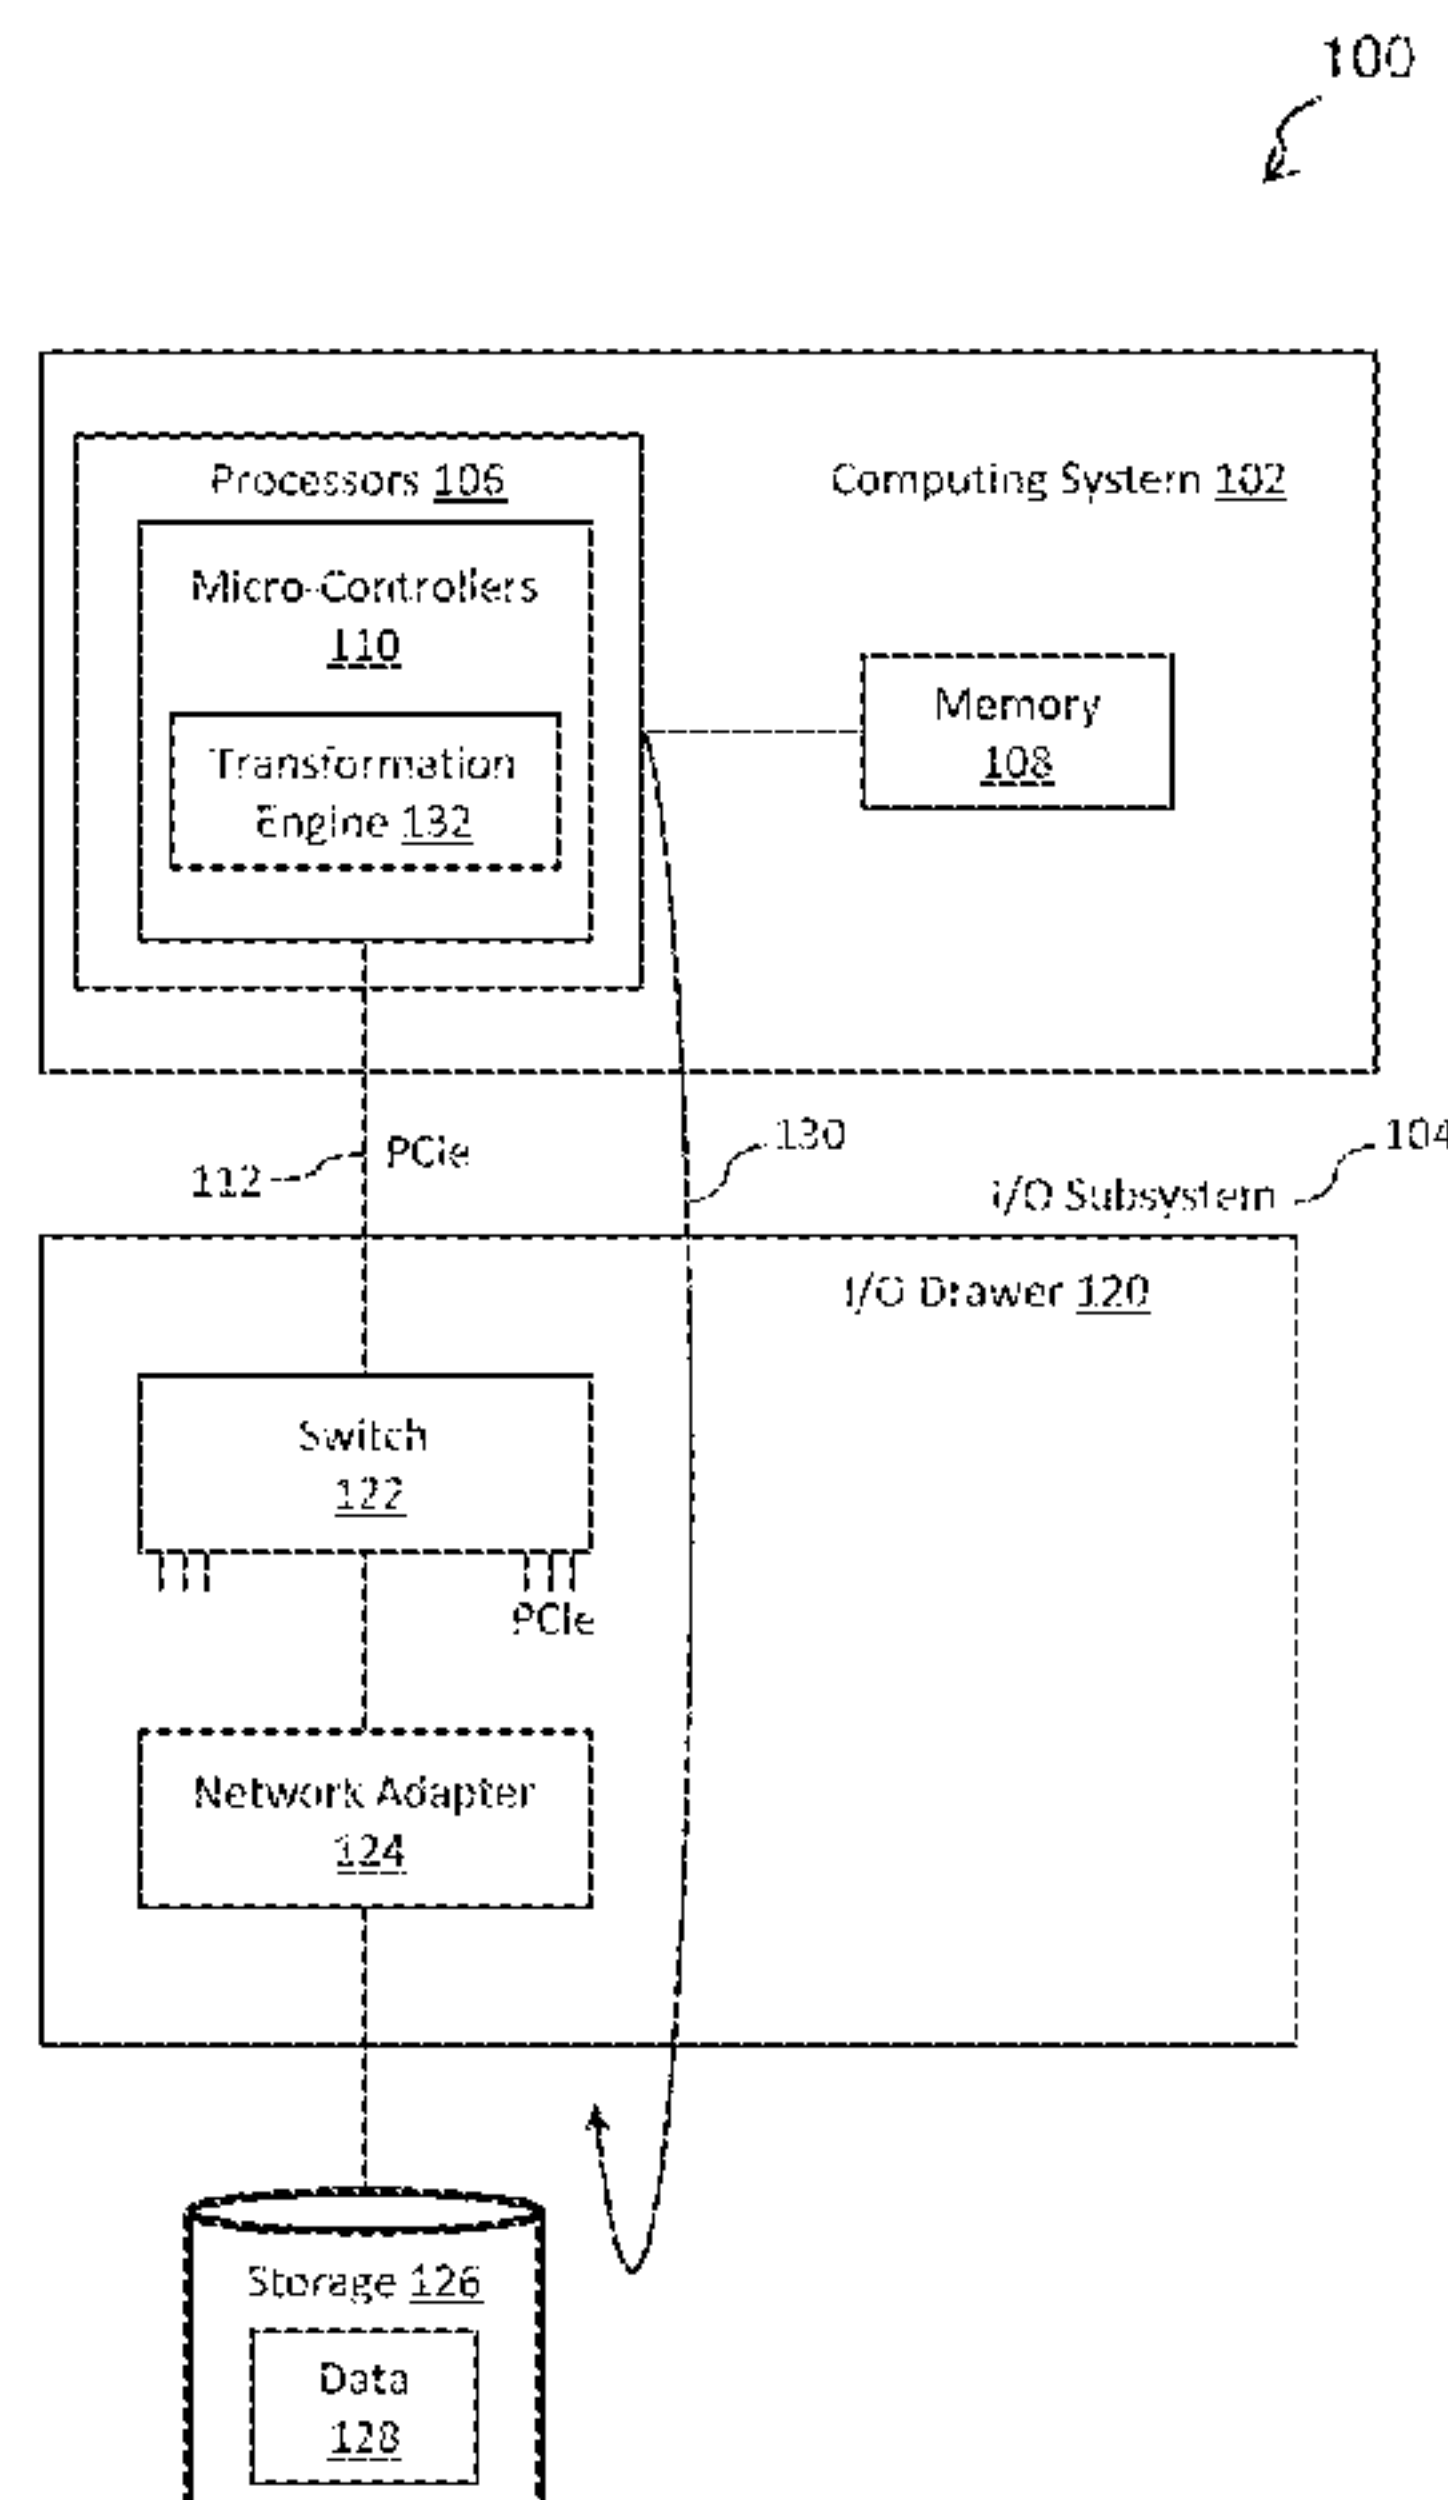 100
Processors 106
Computing System 102
Micro-Controllers
110
Memory
108
Transformation
Engine 132
130
104
PCIe
112
I/O Subsystem
I/O Drawer 120
Switch
122
PCIe
Network Adapter
124
Storage 126
Data
128